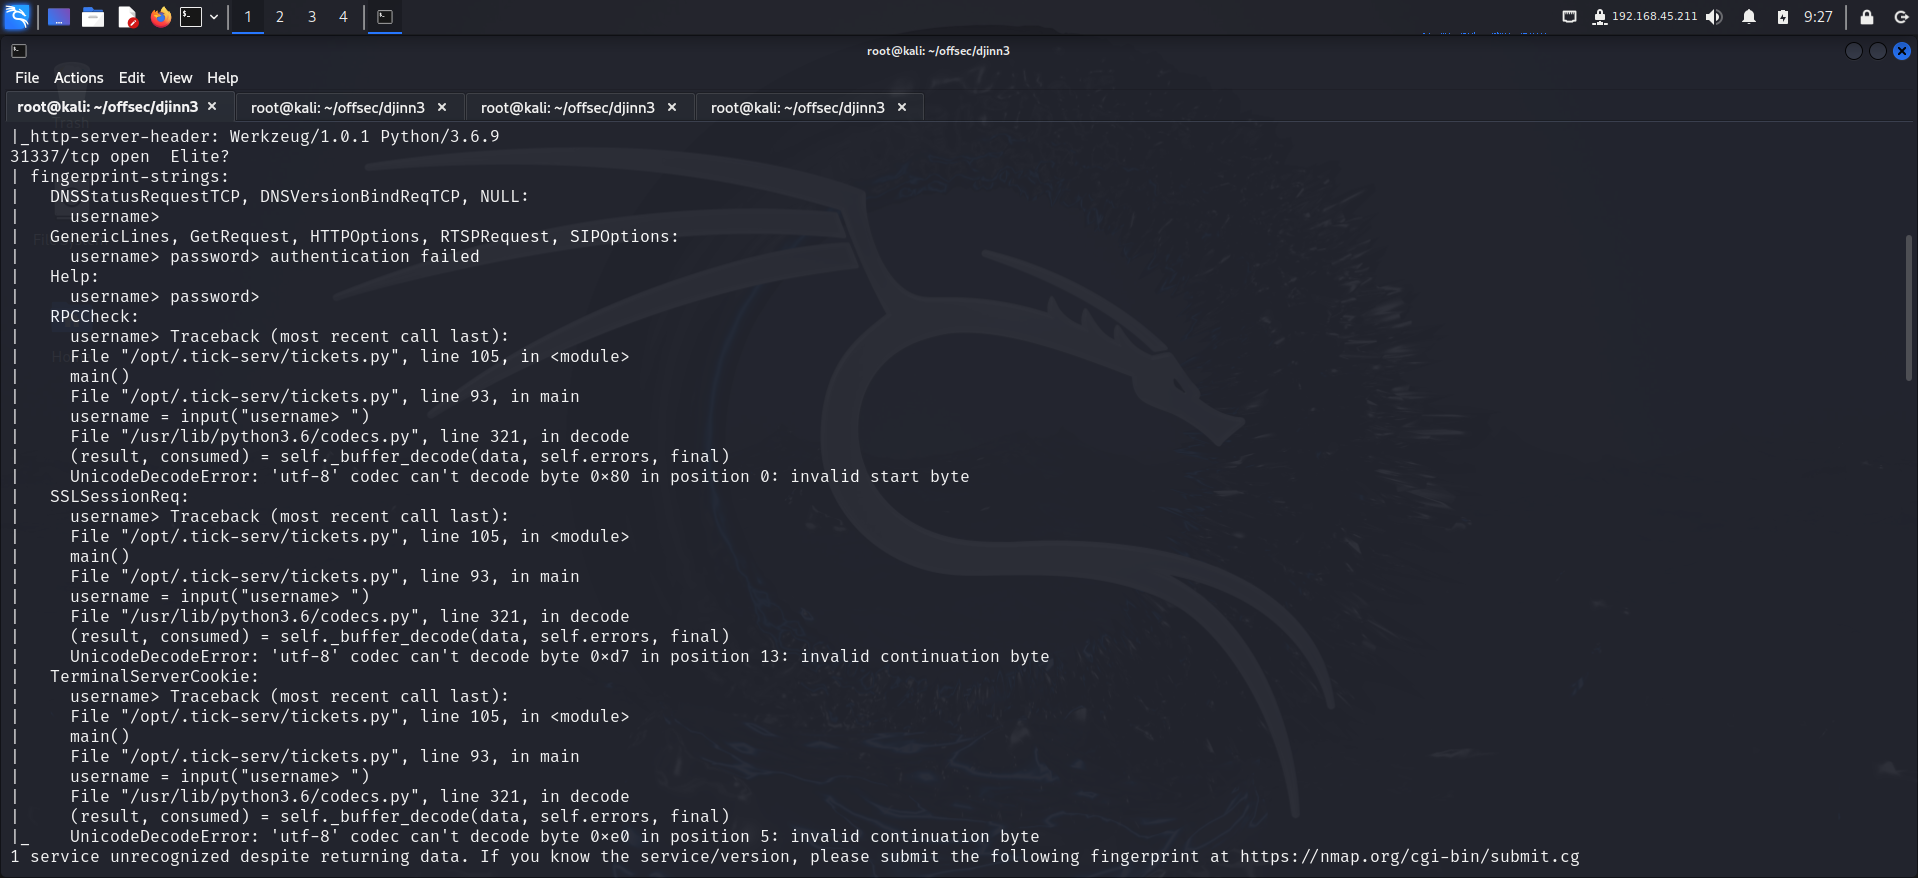 1 2 3 4 192.168.45.211 9:27
root@kali: ~/offsec/djinn3
File Actions Edit View Help
root@kali: ~/offsec/djinn3 × root@kali: ~/offsec/djinn3 × root@kali: ~/offsec/djinn3 × root@kali: ~/offsec/djinn3 ×
|_http-server-header: Werkzeug/1.0.1 Python/3.6.9
31337/tcp open  Elite?
| fingerprint-strings:
|   DNSStatusRequestTCP, DNSVersionBindReqTCP, NULL:
|     username>
|   GenericLines, GetRequest, HTTPOptions, RTSPRequest, SIPOptions:
|     username> password> authentication failed
|   Help:
|     username> password>
|   RPCCheck:
|     username> Traceback (most recent call last):
|     File "/opt/.tick-serv/tickets.py", line 105, in <module>
|     main()
|     File "/opt/.tick-serv/tickets.py", line 93, in main
|     username = input("username> ")
|     File "/usr/lib/python3.6/codecs.py", line 321, in decode
|     (result, consumed) = self._buffer_decode(data, self.errors, final)
|     UnicodeDecodeError: 'utf-8' codec can't decode byte 0x80 in position 0: invalid start byte
|   SSLSessionReq:
|     username> Traceback (most recent call last):
|     File "/opt/.tick-serv/tickets.py", line 105, in <module>
|     main()
|     File "/opt/.tick-serv/tickets.py", line 93, in main
|     username = input("username> ")
|     File "/usr/lib/python3.6/codecs.py", line 321, in decode
|     (result, consumed) = self._buffer_decode(data, self.errors, final)
|     UnicodeDecodeError: 'utf-8' codec can't decode byte 0xd7 in position 13: invalid continuation byte
|   TerminalServerCookie:
|     username> Traceback (most recent call last):
|     File "/opt/.tick-serv/tickets.py", line 105, in <module>
|     main()
|     File "/opt/.tick-serv/tickets.py", line 93, in main
|     username = input("username> ")
|     File "/usr/lib/python3.6/codecs.py", line 321, in decode
|     (result, consumed) = self._buffer_decode(data, self.errors, final)
|_    UnicodeDecodeError: 'utf-8' codec can't decode byte 0xe0 in position 5: invalid continuation byte
1 service unrecognized despite returning data. If you know the service/version, please submit the following fingerprint at https://nmap.org/cgi-bin/submit.cg